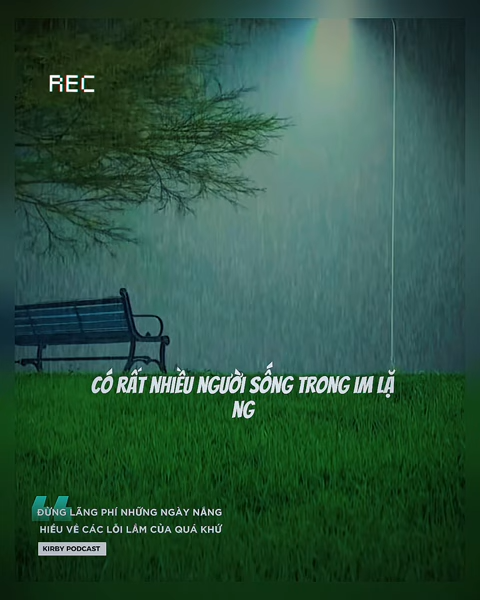 REC
CÓ RẤT NHIỀU NGƯỜI SỐNG TRONG IM LẶ
NG
ĐỪNG LÃNG PHÍ NHỮNG NGÀY NẮNG
HIỂU VỀ CÁC LỖI LẦM CỦA QUÁ KHỨ
KIRBY PODCAST